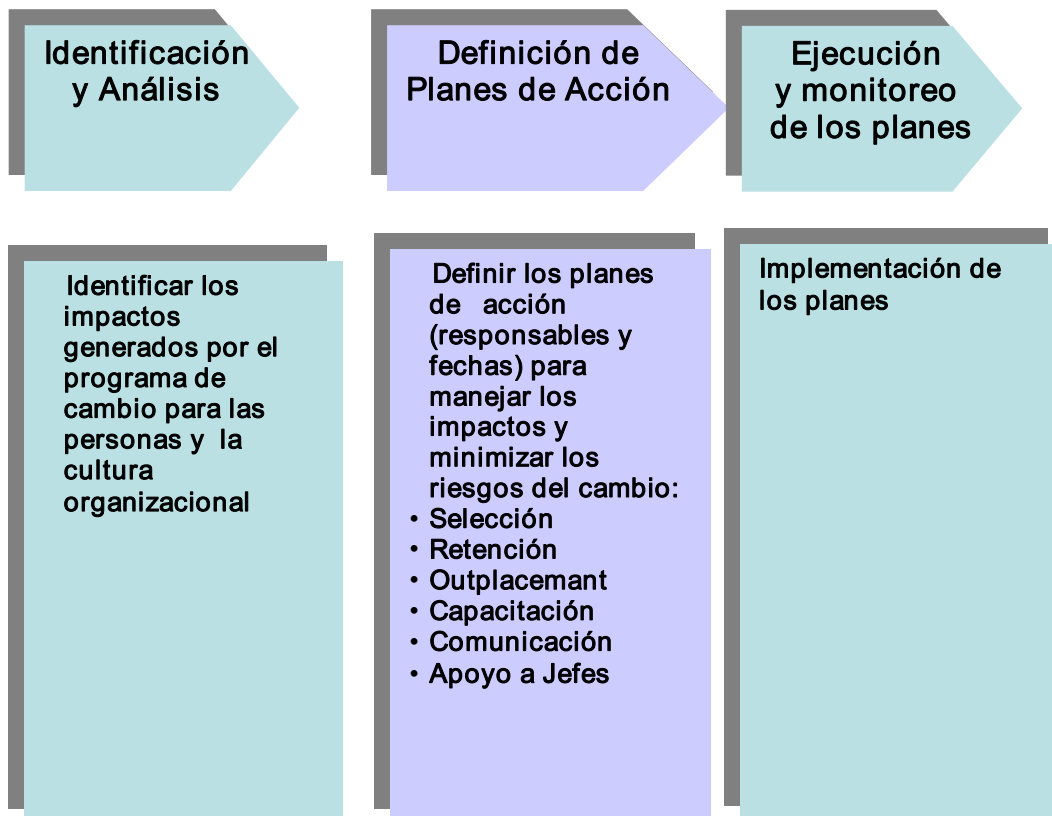 Identificación
y Análisis
Definición de
Planes de Acción
Ejecución
y monitoreo
de los planes
Identificar los
impactos
generados por el
programa de
cambio para las
personas y la
cultura
organizacional
Definir los planes
de acción
(responsables y
fechas) para
manejar los
impactos y
minimizar los
riesgos del cambio:
• Selección
• Retención
• Outplacemant
• Capacitación
• Comunicación
• Apoyo a Jefes
Implementación de
los planes